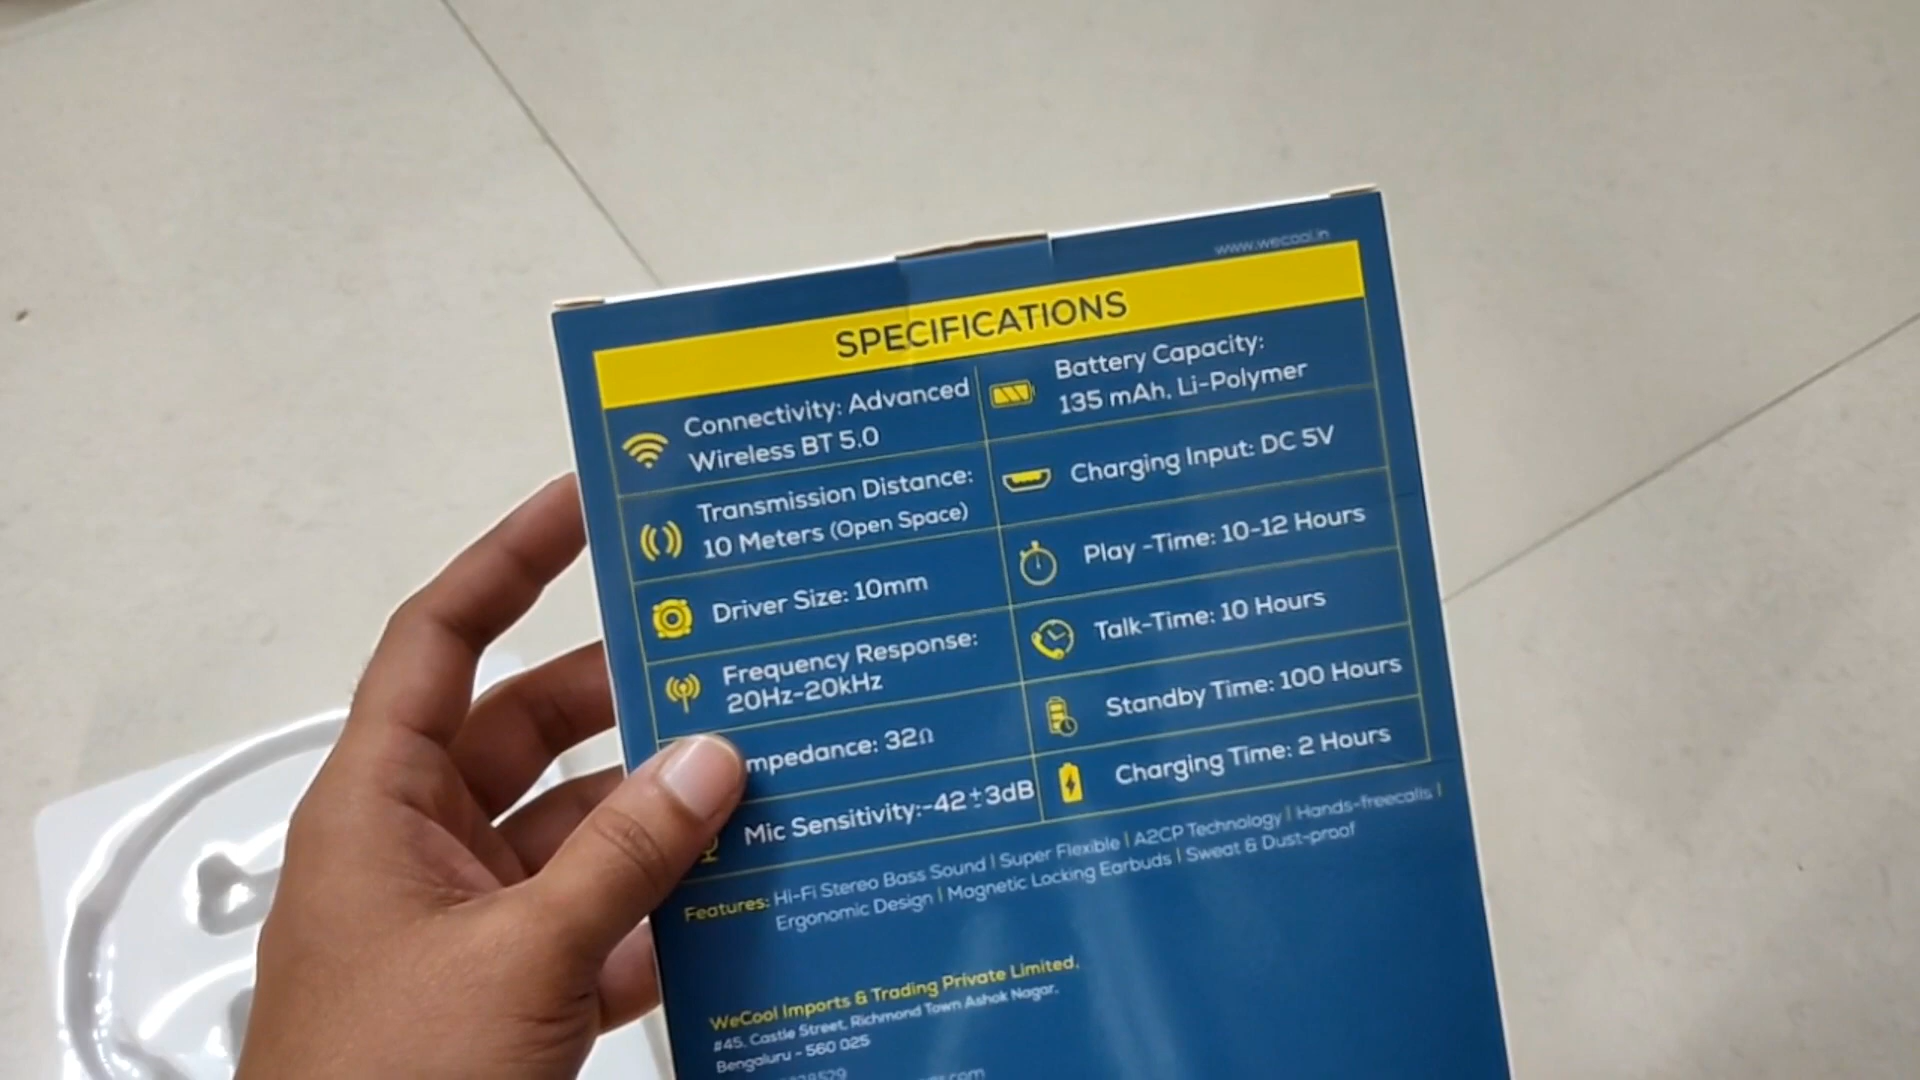 www.wecool.in
SPECIFICATIONS
Connectivity: Advanced
Wireless BT 5.0
Transmission Distance:
10 Meters (Open Space)
Driver Size: 10mm
Frequency Response:
20Hz-20kHz
mpedance: 32Ω
Mic Sensitivity:-42±3dB
Battery Capacity:
135 mAh, Li-Polymer
Charging Input: DC 5V
Play -Time: 10-12 Hours
Talk-Time: 10 Hours
Standby Time: 100 Hours
Charging Time: 2 Hours
Features: Hi-Fi Stereo Bass Sound | Super Flexible | A2CP Technology | Hands-freecalls |
Ergonomic Design | Magnetic Locking Earbuds | Sweat & Dust-proof
WeCool Imports & Trading Private Limited,
#45, Castle Street, Richmond Town Ashok Nagar,
Bengaluru - 560 025